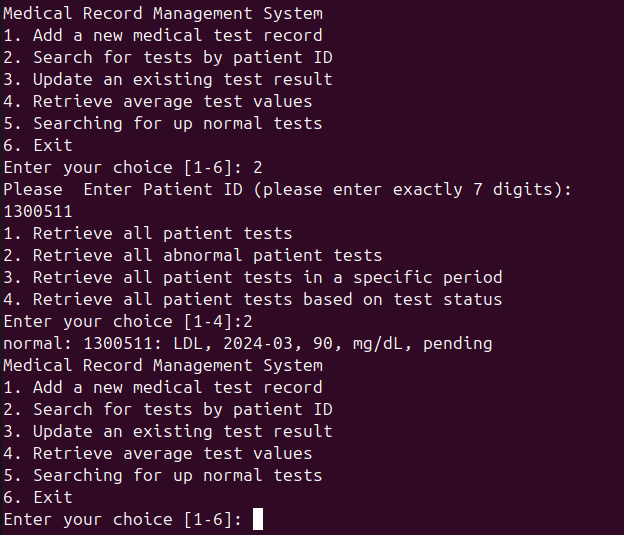 Medical Record Management System
1. Add a new medical test record
2. Search for tests by patient ID
3. Update an existing test result
4. Retrieve average test values
5. Searching for up normal tests
6. Exit
Enter your choice [1-6]: 2
Please  Enter Patient ID (please enter exactly 7 digits):
1300511
1. Retrieve all patient tests
2. Retrieve all abnormal patient tests
3. Retrieve all patient tests in a specific period
4. Retrieve all patient tests based on test status
Enter your choice [1-4]:2
normal: 1300511: LDL, 2024-03, 90, mg/dL, pending
Medical Record Management System
1. Add a new medical test record
2. Search for tests by patient ID
3. Update an existing test result
4. Retrieve average test values
5. Searching for up normal tests
6. Exit
Enter your choice [1-6]: